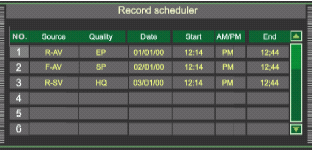 Record scheduler
NO. Source Quality Date Start AM/PM End
1 R-AV EP 01/01/00 12:14 PM 12;44
2 F-AV SP 02/01/00 12:14 PM 12;44
3 R-SV HQ 03/01/00 12:14 PM 12;44
4
5
6